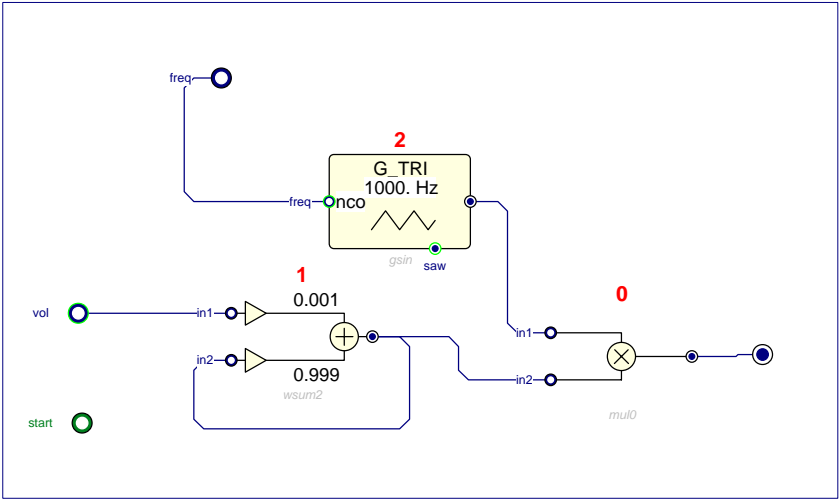 freq
2
G_TRI
1000. Hz
freq
nco
gsin
saw
1
0
vol
in1
0.001
in1
in2
0.999
in2
wsum2
mul0
start